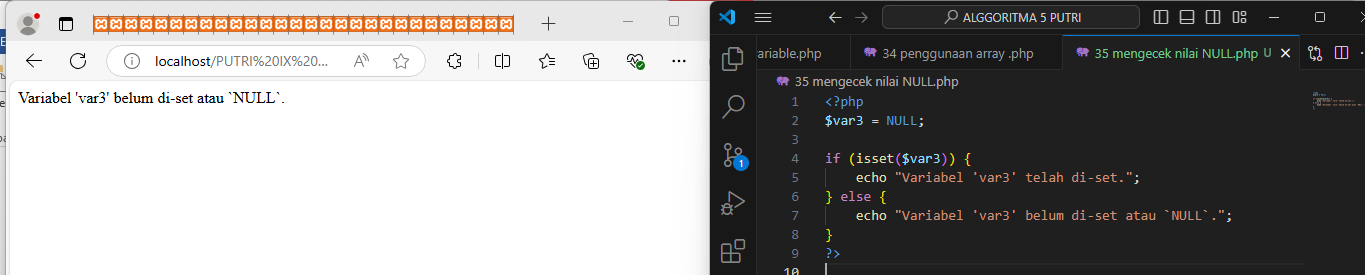 localhost/PUTRI%20IX%20...
Variabel 'var3' belum di-set atau `NULL`.
ALGGORITMA 5 PUTRI
ariable.php
34 penggunaan array .php
35 mengecek nilai NULL.php U
35 mengecek nilai NULL.php
1 <?php
2 $var3 = NULL;
3
4 if (isset($var3)) {
5 echo "Variabel 'var3' telah di-set.";
6 } else {
7 echo "Variabel 'var3' belum di-set atau `NULL`.";
8 }
9 ?>
10
1